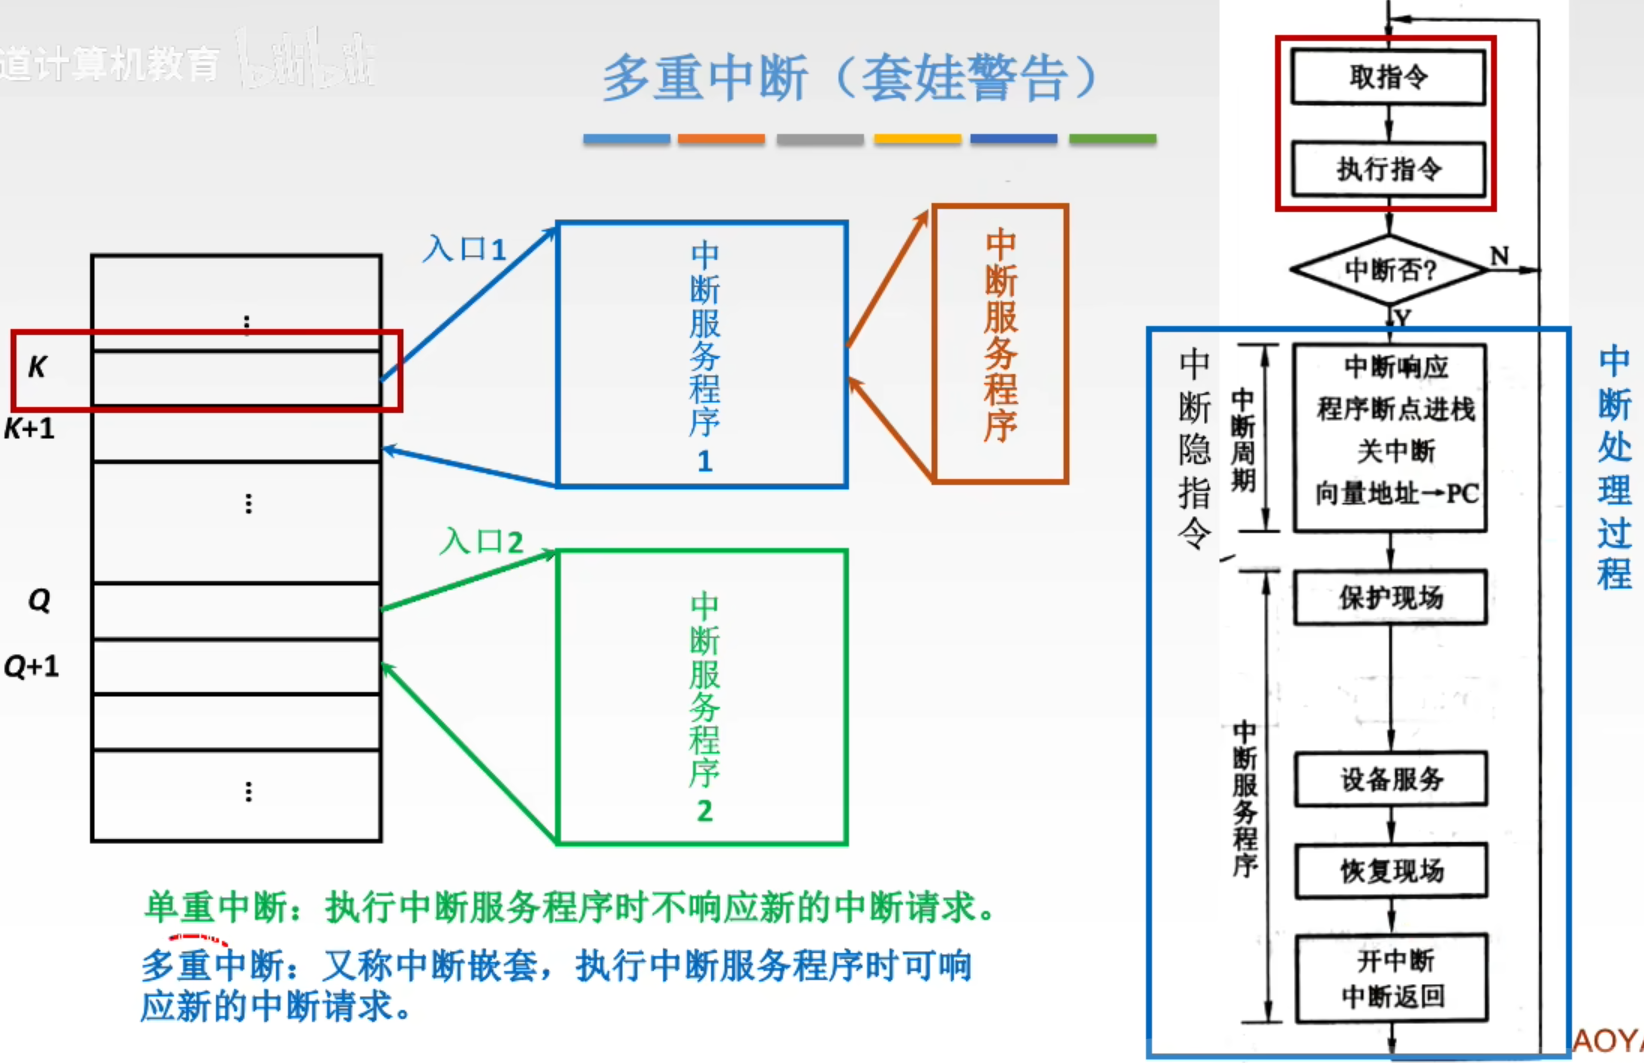 道计算机教育 bilibili
多重中断（套娃警告）
K
K+1
Q
Q+1
入口1
中断服务程序1
中断服务程序
入口2
中断服务程序2
单重中断：执行中断服务程序时不响应新的中断请求。
多重中断：又称中断嵌套，执行中断服务程序时可响
应新的中断请求。
取指令
执行指令
中断否?
N
Y
中断隐指令
中断周期
中断响应
程序断点进栈
关中断
向量地址→PC
中断处理过程
中断服务程序
保护现场
设备服务
恢复现场
开中断
中断返回